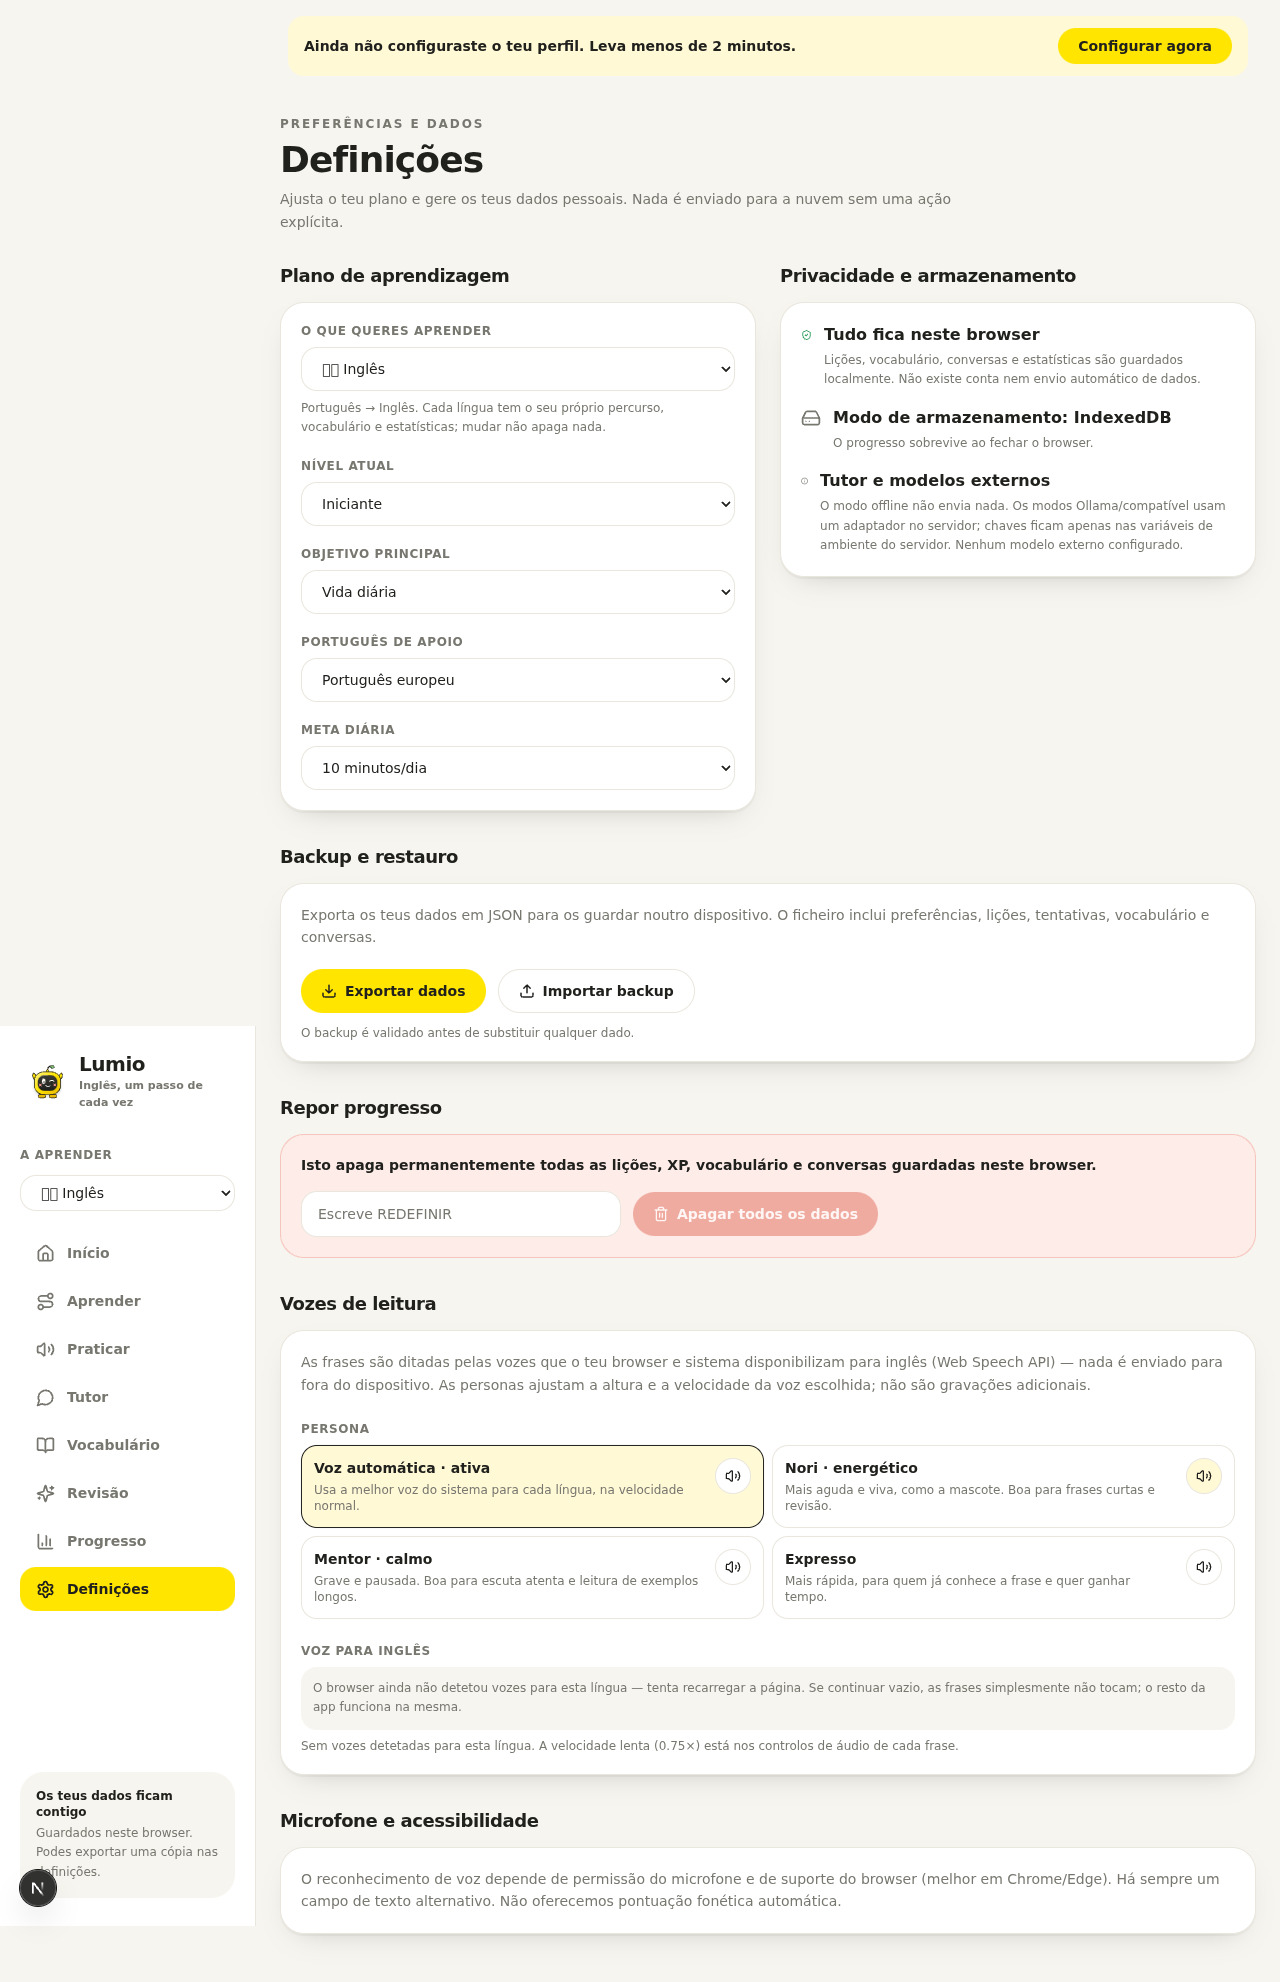 Ainda não configuraste o teu perfil. Leva menos de 2 minutos.
Configurar agora
PREFERÊNCIAS E DADOS
Definições
Ajusta o teu plano e gere os teus dados pessoais. Nada é enviado para a nuvem sem uma ação
explícita.
Plano de aprendizagem
O QUE QUERES APRENDER
Inglês
Português → Inglês. Cada língua tem o seu próprio percurso,
vocabulário e estatísticas; mudar não apaga nada.
NÍVEL ATUAL
Iniciante
OBJETIVO PRINCIPAL
Vida diária
PORTUGUÊS DE APOIO
Português europeu
META DIÁRIA
10 minutos/dia
Privacidade e armazenamento
Tudo fica neste browser
Lições, vocabulário, conversas e estatísticas são guardados
localmente. Não existe conta nem envio automático de dados.
Modo de armazenamento: IndexedDB
O progresso sobrevive ao fechar o browser.
Tutor e modelos externos
O modo offline não envia nada. Os modos Ollama/compatível usam
um adaptador no servidor; chaves ficam apenas nas variáveis de
ambiente do servidor. Nenhum modelo externo configurado.
Backup e restauro
Exporta os teus dados em JSON para os guardar noutro dispositivo. O ficheiro inclui preferências, lições, tentativas, vocabulário e
conversas.
Exportar dados
Importar backup
O backup é validado antes de substituir qualquer dado.
Repor progresso
Isto apaga permanentemente todas as lições, XP, vocabulário e conversas guardadas neste browser.
Escreve REDEFINIR
Apagar todos os dados
Vozes de leitura
As frases são ditadas pelas vozes que o teu browser e sistema disponibilizam para inglês (Web Speech API) — nada é enviado para
fora do dispositivo. As personas ajustam a altura e a velocidade da voz escolhida; não são gravações adicionais.
PERSONA
Voz automática · ativa
Usa a melhor voz do sistema para cada língua, na velocidade
normal.
Nori · energético
Mais aguda e viva, como a mascote. Boa para frases curtas e
revisão.
Mentor · calmo
Grave e pausada. Boa para escuta atenta e leitura de exemplos
longos.
Expresso
Mais rápida, para quem já conhece a frase e quer ganhar
tempo.
VOZ PARA INGLÊS
O browser ainda não detetou vozes para esta língua — tenta recarregar a página. Se continuar vazio, as frases simplesmente não tocam; o resto da
app funciona na mesma.
Sem vozes detetadas para esta língua. A velocidade lenta (0.75×) está nos controlos de áudio de cada frase.
Microfone e acessibilidade
O reconhecimento de voz depende de permissão do microfone e de suporte do browser (melhor em Chrome/Edge). Há sempre um
campo de texto alternativo. Não oferecemos pontuação fonética automática.
Lumio
Inglês, um passo de
cada vez
A APRENDER
Inglês
Início
Aprender
Praticar
Tutor
Vocabulário
Revisão
Progresso
Definições
Os teus dados ficam
contigo
Guardados neste browser.
Podes exportar uma cópia nas
definições.
N